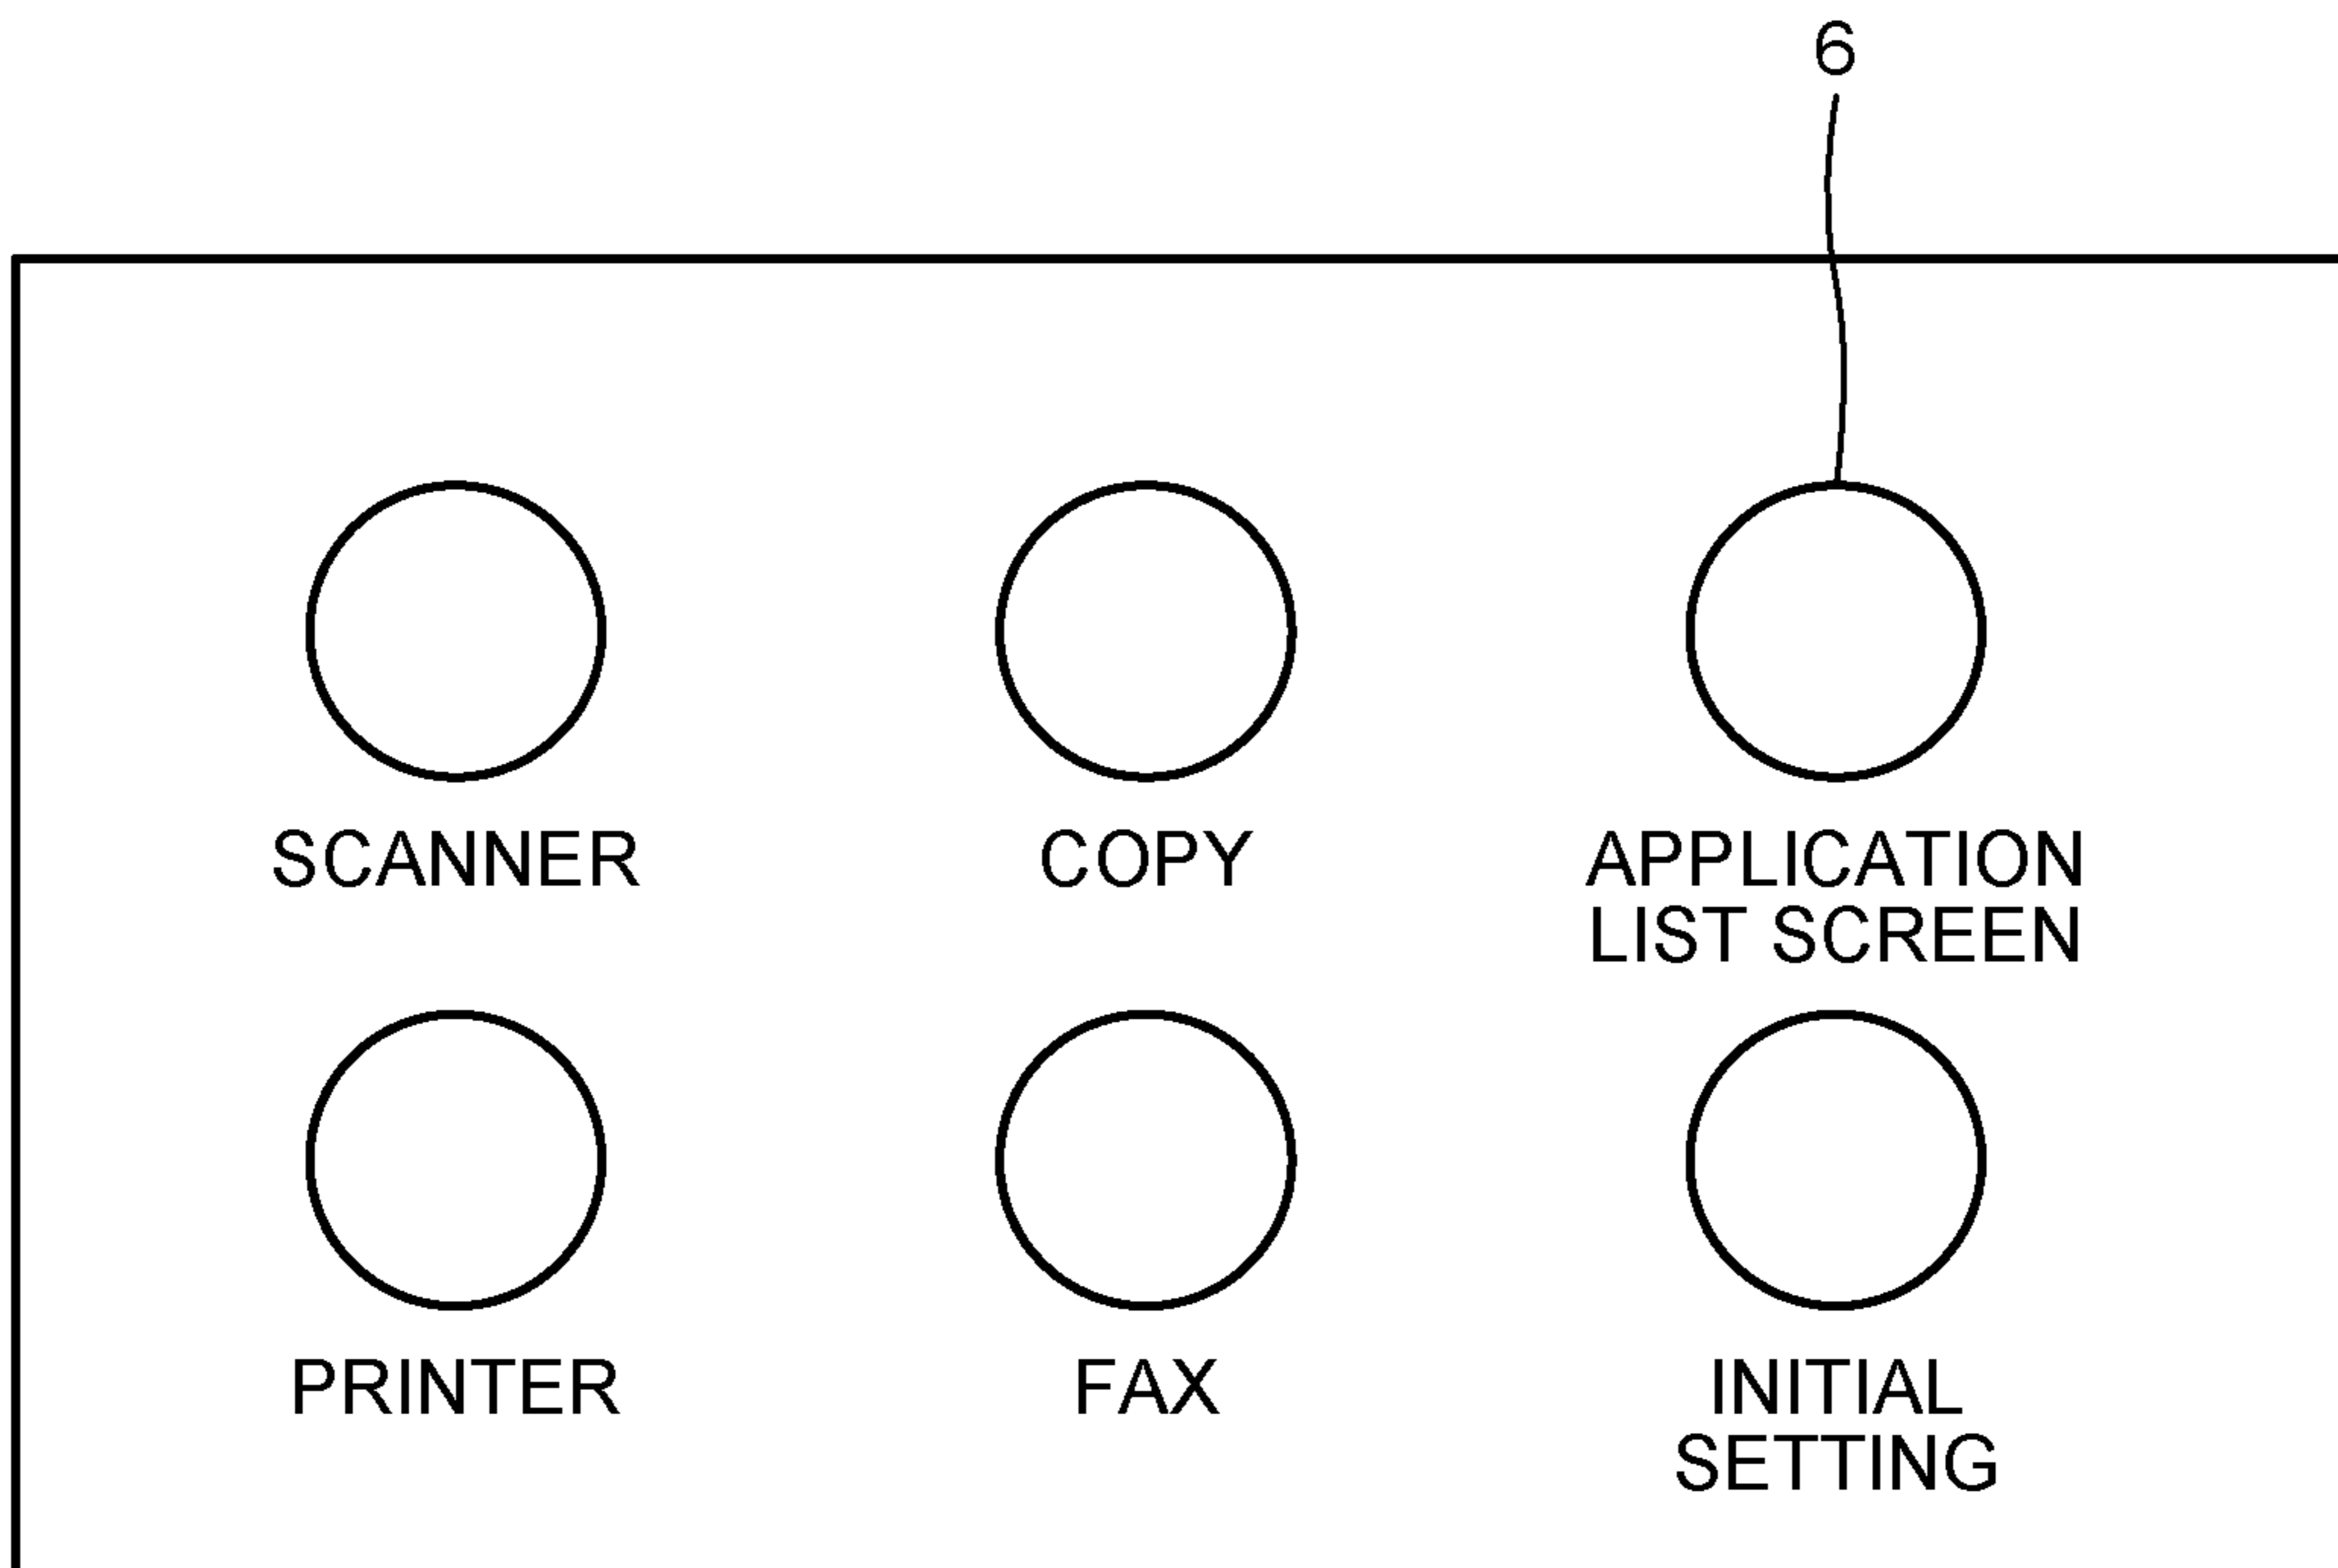 6
SCANNER
COPY
APPLICATION
LIST SCREEN
PRINTER
FAX
INITIAL
SETTING